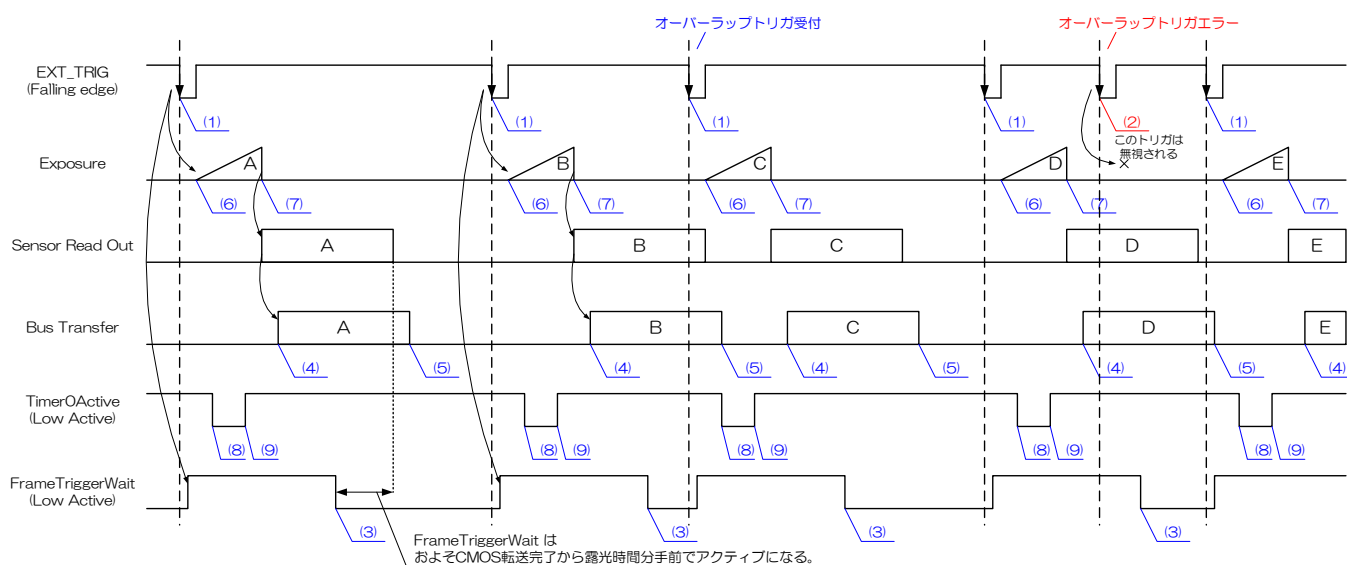 オーバーラップトリガ受付
オーバーラップトリガエラー
EXT_TRIG
(Falling edge)
(1)
(1)
(1)
(1)
(2)
(1)
このトリガは
無視される
Exposure
A
B
C
D
E
(6)
(7)
(6)
(7)
(6)
(7)
(6)
(7)
(6)
(7)
Sensor Read Out
A
B
C
D
E
Bus Transfer
A
B
C
D
E
(4)
(5)
(4)
(5)
(4)
(5)
(4)
(5)
(4)
Timer0Active
(Low Active)
(8)
(9)
(8)
(9)
(8)
(9)
(8)
(9)
(8)
(9)
FrameTriggerWait
(Low Active)
(3)
(3)
(3)
(3)
FrameTriggerWait は
おおよそCMOS転送完了から露光時間分手前でアクティブになる。